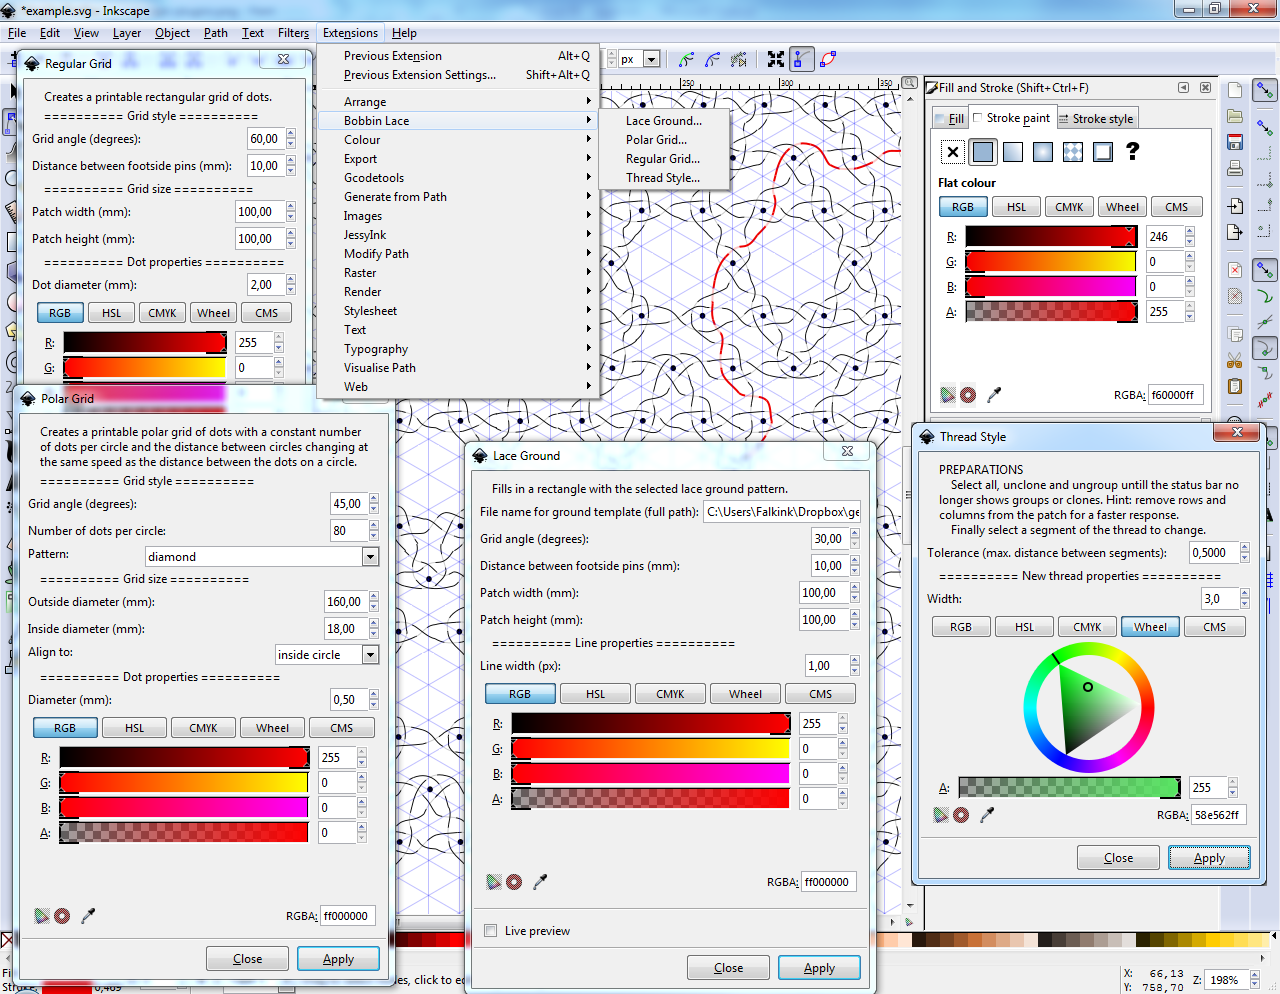 *example.svg - Inkscape
File Edit View Layer Object Path Text Filters Extensions Help
Previous Extension Alt+Q
Previous Extension Settings... Shift+Alt+Q
Arrange
Bobbin Lace
Colour
Export
Gcodetools
Generate from Path
Images
JessyInk
Modify Path
Raster
Render
Stylesheet
Text
Typography
Visualise Path
Web
Lace Ground...
Polar Grid...
Regular Grid...
Thread Style...
px
250 300 350
Regular Grid
Creates a printable rectangular grid of dots.
========== Grid style ==========
Grid angle (degrees): 60,00
Distance between footside pins (mm): 10,00
========== Grid size ==========
Patch width (mm): 100,00
Patch height (mm): 100,00
========== Dot properties ==========
Dot diameter (mm): 2,00
RGB HSL CMYK Wheel CMS
R: 255
G: 0
Polar Grid
Creates a printable polar grid of dots with a constant number
of dots per circle and the distance between circles changing at
the same speed as the distance between the dots on a circle.
========== Grid style ==========
Grid angle (degrees): 45,00
Number of dots per circle: 80
Pattern: diamond
========== Grid size ==========
Outside diameter (mm): 160,00
Inside diameter (mm): 18,00
Align to: inside circle
========== Dot properties ==========
Diameter (mm): 0,50
RGB HSL CMYK Wheel CMS
R: 255
G: 0
B: 0
A: 0
RGBA: ff000000
Close Apply
Lace Ground
Fills in a rectangle with the selected lace ground pattern.
File name for ground template (full path): C:\Users\Falkink\Dropbox\ge
Grid angle (degrees): 30,00
Distance between footside pins (mm): 10,00
Patch width (mm): 100,00
Patch height (mm): 100,00
========== Line properties ==========
Line width (px): 1,00
RGB HSL CMYK Wheel CMS
R: 255
G: 0
B: 0
A: 0
RGBA: ff000000
Live preview
Close Apply
Fill and Stroke (Shift+Ctrl+F)
Fill Stroke paint Stroke style
?
Flat colour
RGB HSL CMYK Wheel CMS
R: 246
G: 0
B: 0
A: 255
RGBA: f60000ff
Thread Style
PREPARATIONS
Select all, unclone and ungroup untill the status bar no
longer shows groups or clones. Hint: remove rows and
columns from the patch for a faster response.
Finally select a segment of the thread to change.
Tolerance (max. distance between segments): 0,5000
========== New thread properties ==========
Width: 3,0
RGB HSL CMYK Wheel CMS
A: 255
RGBA: 58e562ff
Close Apply
X: 66,13
Y: 758,70
Z: 198%